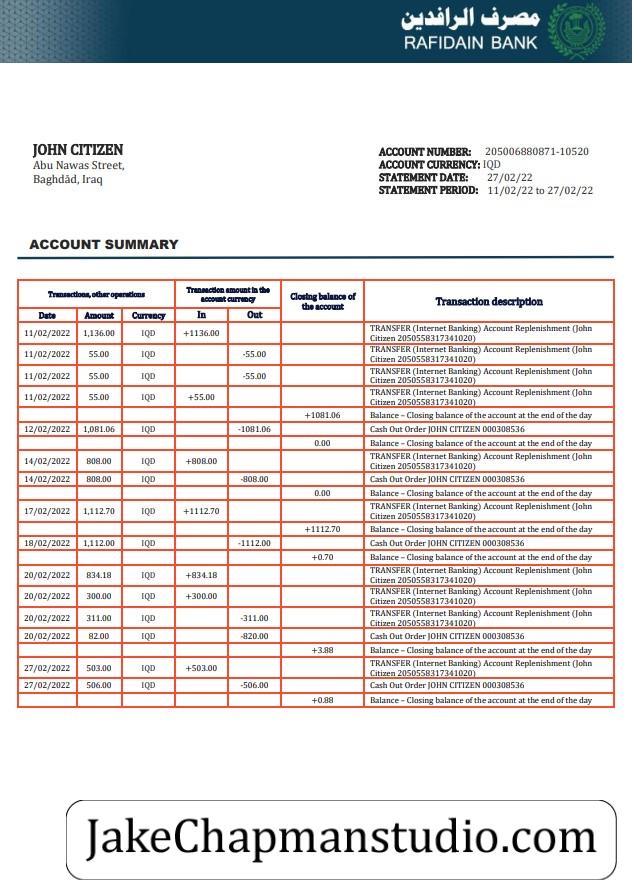 مصرف الرافدين
RAFIDAIN BANK
JOHN CITIZEN
Abu Nawas Street,
Baghdād, Iraq
ACCOUNT NUMBER: 205006880871-10520
ACCOUNT CURRENCY: IQD
STATEMENT DATE: 27/02/22
STATEMENT PERIOD: 11/02/22 to 27/02/22
ACCOUNT SUMMARY
Transactions, other operations
Transaction amount in the
account currency
Closing balance of
the account
Transaction description
Date Amount Currency In Out
11/02/2022 1,136.00 IQD +1136.00 TRANSFER (Internet Banking) Account Replenishment (John
Citizen 2050558317341020)
11/02/2022 55.00 IQD -55.00 TRANSFER (Internet Banking) Account Replenishment (John
Citizen 2050558317341020)
11/02/2022 55.00 IQD -55.00 TRANSFER (Internet Banking) Account Replenishment (John
Citizen 2050558317341020)
11/02/2022 55.00 IQD +55.00 TRANSFER (Internet Banking) Account Replenishment (John
Citizen 2050558317341020)
+1081.06 Balance – Closing balance of the account at the end of the day
12/02/2022 1,081.06 IQD -1081.06 Cash Out Order JOHN CITIZEN 000308536
0.00 Balance – Closing balance of the account at the end of the day
14/02/2022 808.00 IQD +808.00 TRANSFER (Internet Banking) Account Replenishment (John
Citizen 2050558317341020)
14/02/2022 808.00 IQD -808.00 Cash Out Order JOHN CITIZEN 000308536
0.00 Balance – Closing balance of the account at the end of the day
17/02/2022 1,112.70 IQD +1112.70 TRANSFER (Internet Banking) Account Replenishment (John
Citizen 2050558317341020)
+1112.70 Balance – Closing balance of the account at the end of the day
18/02/2022 1,112.00 IQD -1112.00 Cash Out Order JOHN CITIZEN 000308536
+0.70 Balance – Closing balance of the account at the end of the day
20/02/2022 834.18 IQD +834.18 TRANSFER (Internet Banking) Account Replenishment (John
Citizen 2050558317341020)
20/02/2022 300.00 IQD +300.00 TRANSFER (Internet Banking) Account Replenishment (John
Citizen 2050558317341020)
20/02/2022 311.00 IQD -311.00 TRANSFER (Internet Banking) Account Replenishment (John
Citizen 2050558317341020)
20/02/2022 82.00 IQD -820.00 Cash Out Order JOHN CITIZEN 000308536
+3.88 Balance – Closing balance of the account at the end of the day
27/02/2022 503.00 IQD +503.00 TRANSFER (Internet Banking) Account Replenishment (John
Citizen 2050558317341020)
27/02/2022 506.00 IQD -506.00 Cash Out Order JOHN CITIZEN 000308536
+0.88 Balance – Closing balance of the account at the end of the day
JakeChapmanstudio.com